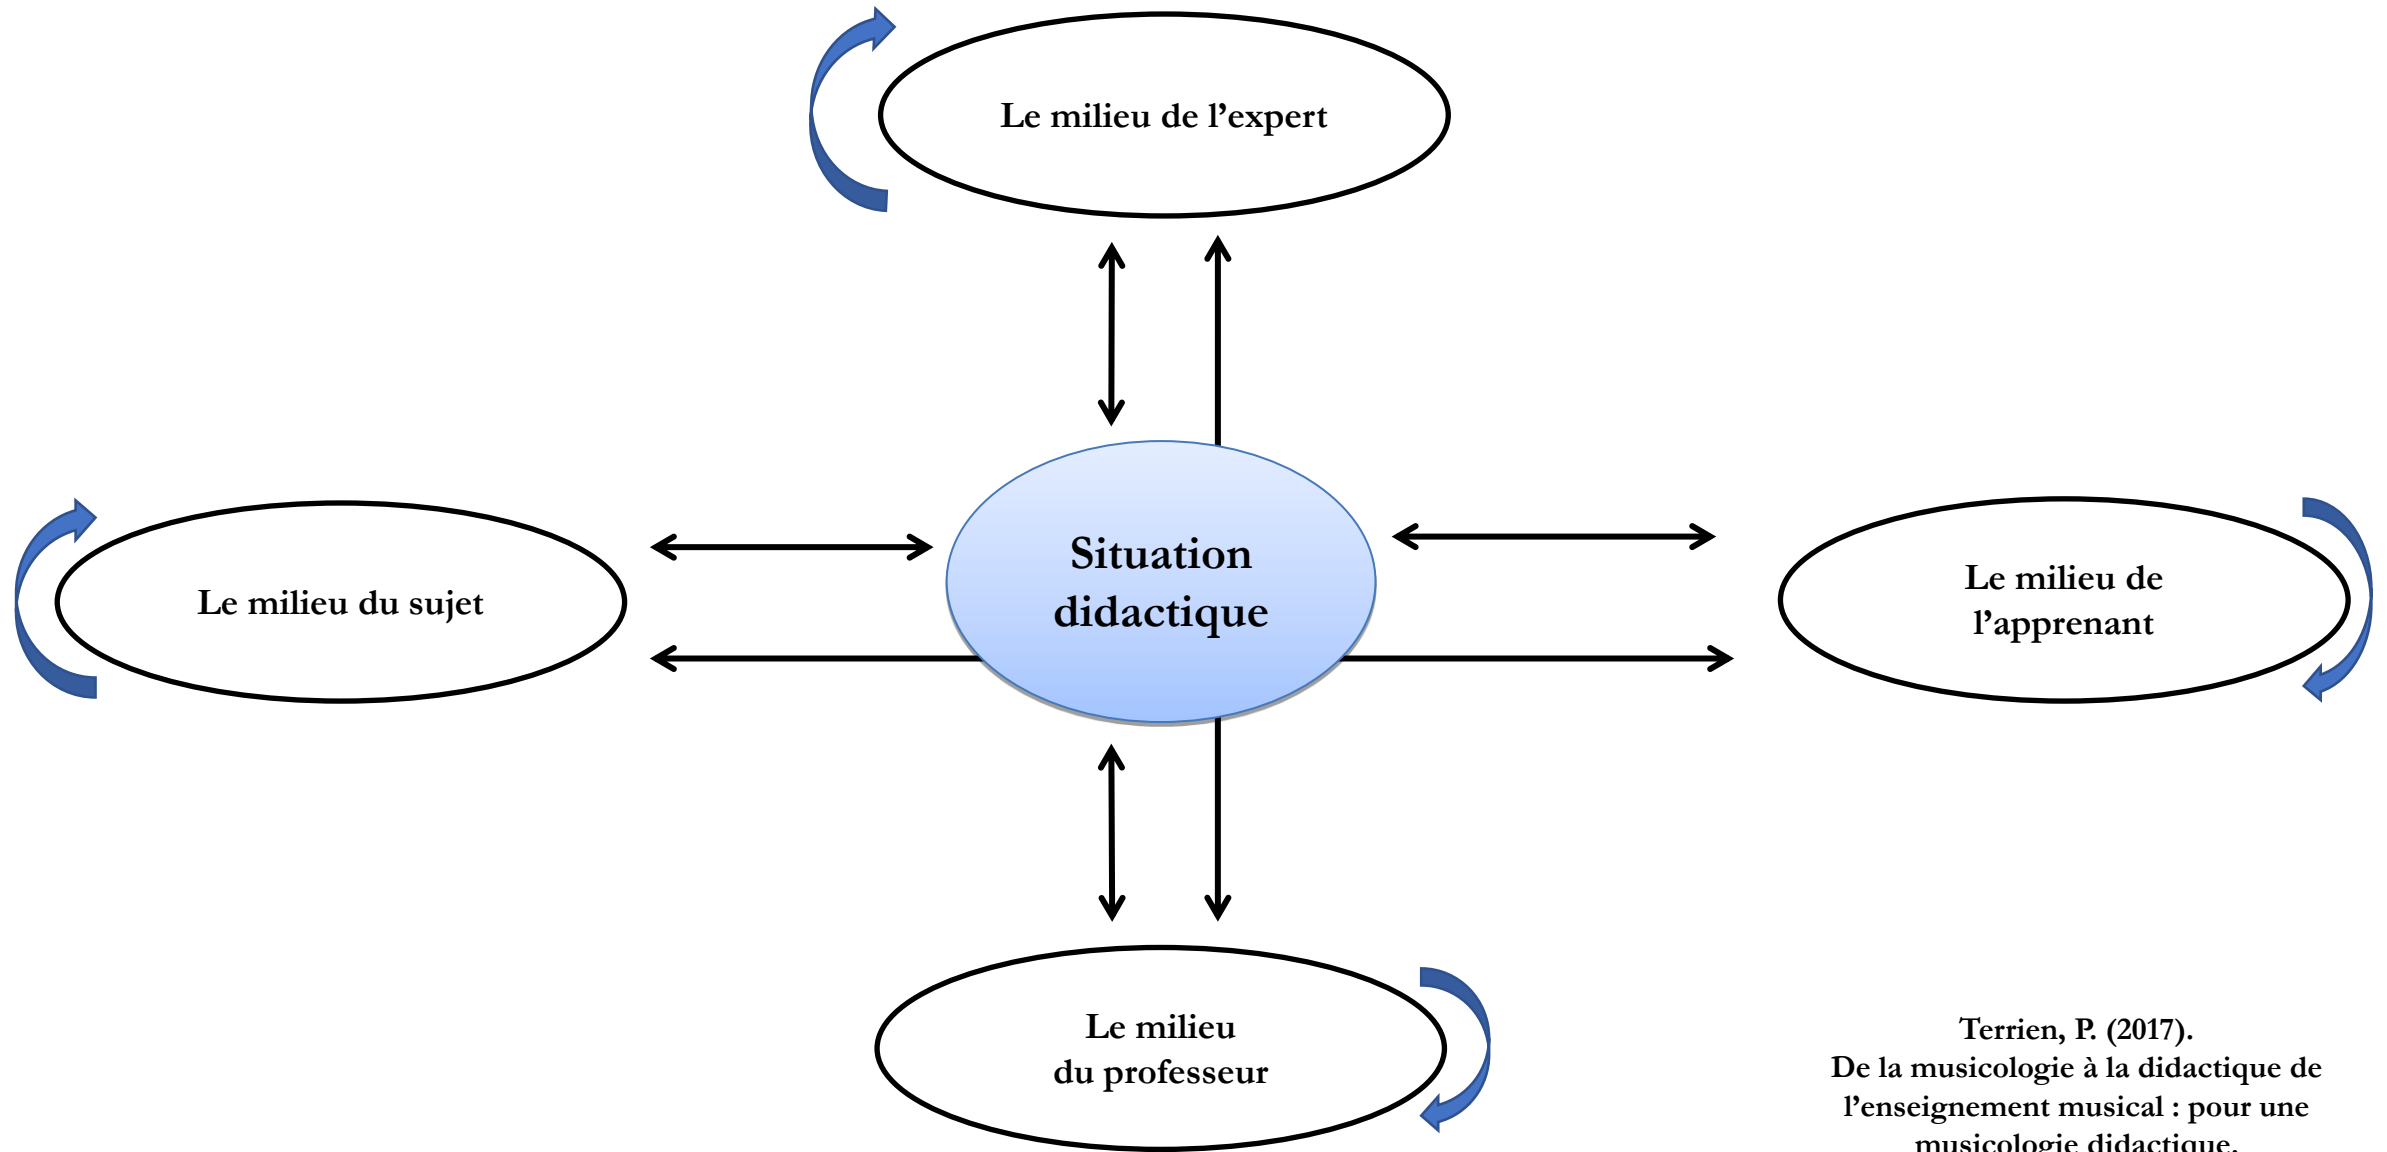 Le milieu de l’expert
Situation
didactique
Le milieu du sujet
Le milieu de
l’apprenant
Le milieu
du professeur
Terrien, P. (2017).
De la musicologie à la didactique de
l’enseignement musical : pour une
musicologie didactique.